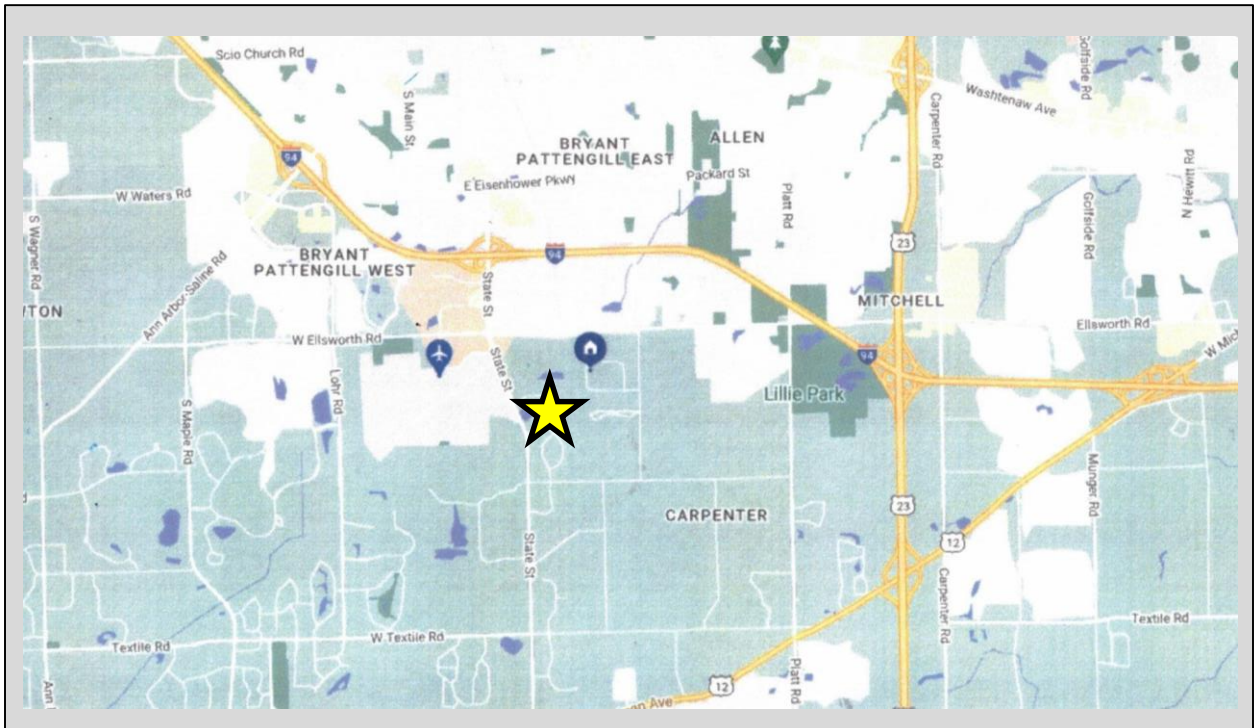 Scio Church Rd
S Main St.
94
W Waters Rd
S Wagner Rd
BRYANT
PATTENGILL EAST
ALLEN
E Eisenhower Pkwy
Packard St
Platt Rd
Carpenter Rd
Washtenaw Ave
Golfside Rd
N Hewitt Rd
Golfside Rd
23
BRYANT
PATTENGILL WEST
94
State St
Ann Arbor-Saline Rd
MITCHELL
Ellsworth Rd
W Ellsworth Rd
State St
94
Lillie Park
Lohr Rd
S Maple Rd
Munger Rd
CARPENTER
23
12
State St
Carpenter Rd
Textile Rd
W Textile Rd
Textile Rd
Platt Rd
12